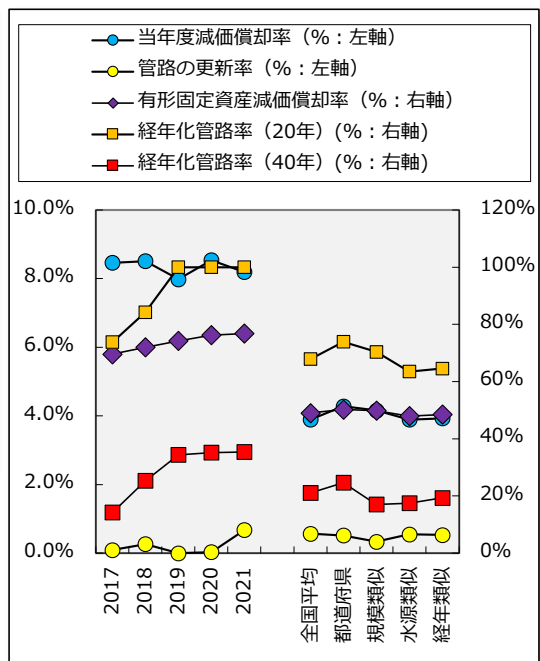 当年度減価償却率（%：左軸）
管路の更新率（%：左軸）
有形固定資産減価償却率（%：右軸）
経年化管路率（20年）(%：右軸)
経年化管路率（40年）(%：右軸)
10.0%
8.0%
6.0%
4.0%
2.0%
0.0%
120%
100%
80%
60%
40%
20%
0%
2017
2018
2019
2020
2021
全国平均
都道府県
規模類似
水源類似
経年類似